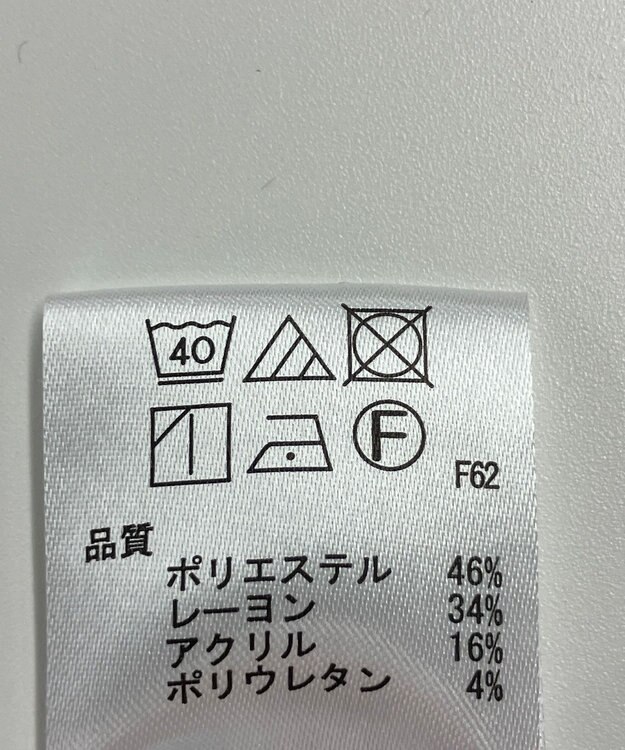 40
F
F62
品質
ポリエステル 46%
レーヨン 34%
アクリル 16%
ポリウレタン 4%